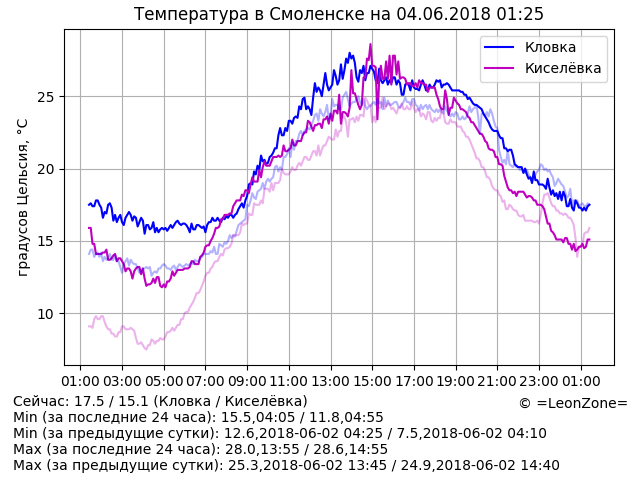 Температура в Смоленске на 04.06.2018 01:25
Кловка
Киселёвка
градусов Цельсия, °C
25
20
15
10
01:00 03:00 05:00 07:00 09:00 11:00 13:00 15:00 17:00 19:00 21:00 23:00 01:00
Сейчас: 17.5 / 15.1 (Кловка / Киселёвка)
© =LeonZone=
Min (за последние 24 часа): 15.5,04:05 / 11.8,04:55
Min (за предыдущие сутки): 12.6,2018-06-02 04:25 / 7.5,2018-06-02 04:10
Max (за последние 24 часа): 28.0,13:55 / 28.6,14:55
Max (за предыдущие сутки): 25.3,2018-06-02 13:45 / 24.9,2018-06-02 14:40